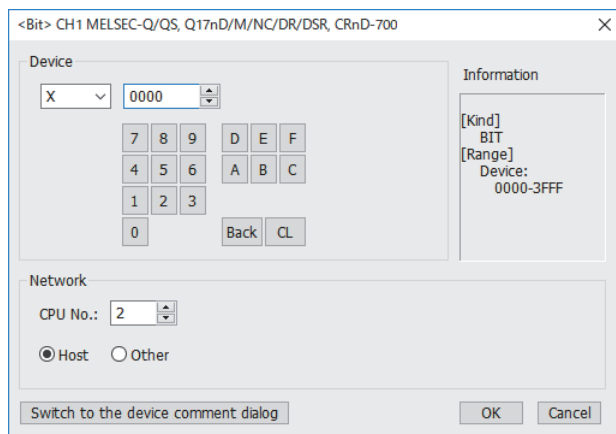 <Bit> CH1 MELSEC-Q/QS, Q17nD/M/NC/DR/DSR, CRnD-700
Device
X 0000
7 8 9 D E F
4 5 6 A B C
1 2 3
0 Back CL
Information
[Kind]
BIT
[Range]
Device:
0000-3FFF
Network
CPU No.: 2
Host Other
Switch to the device comment dialog OK Cancel